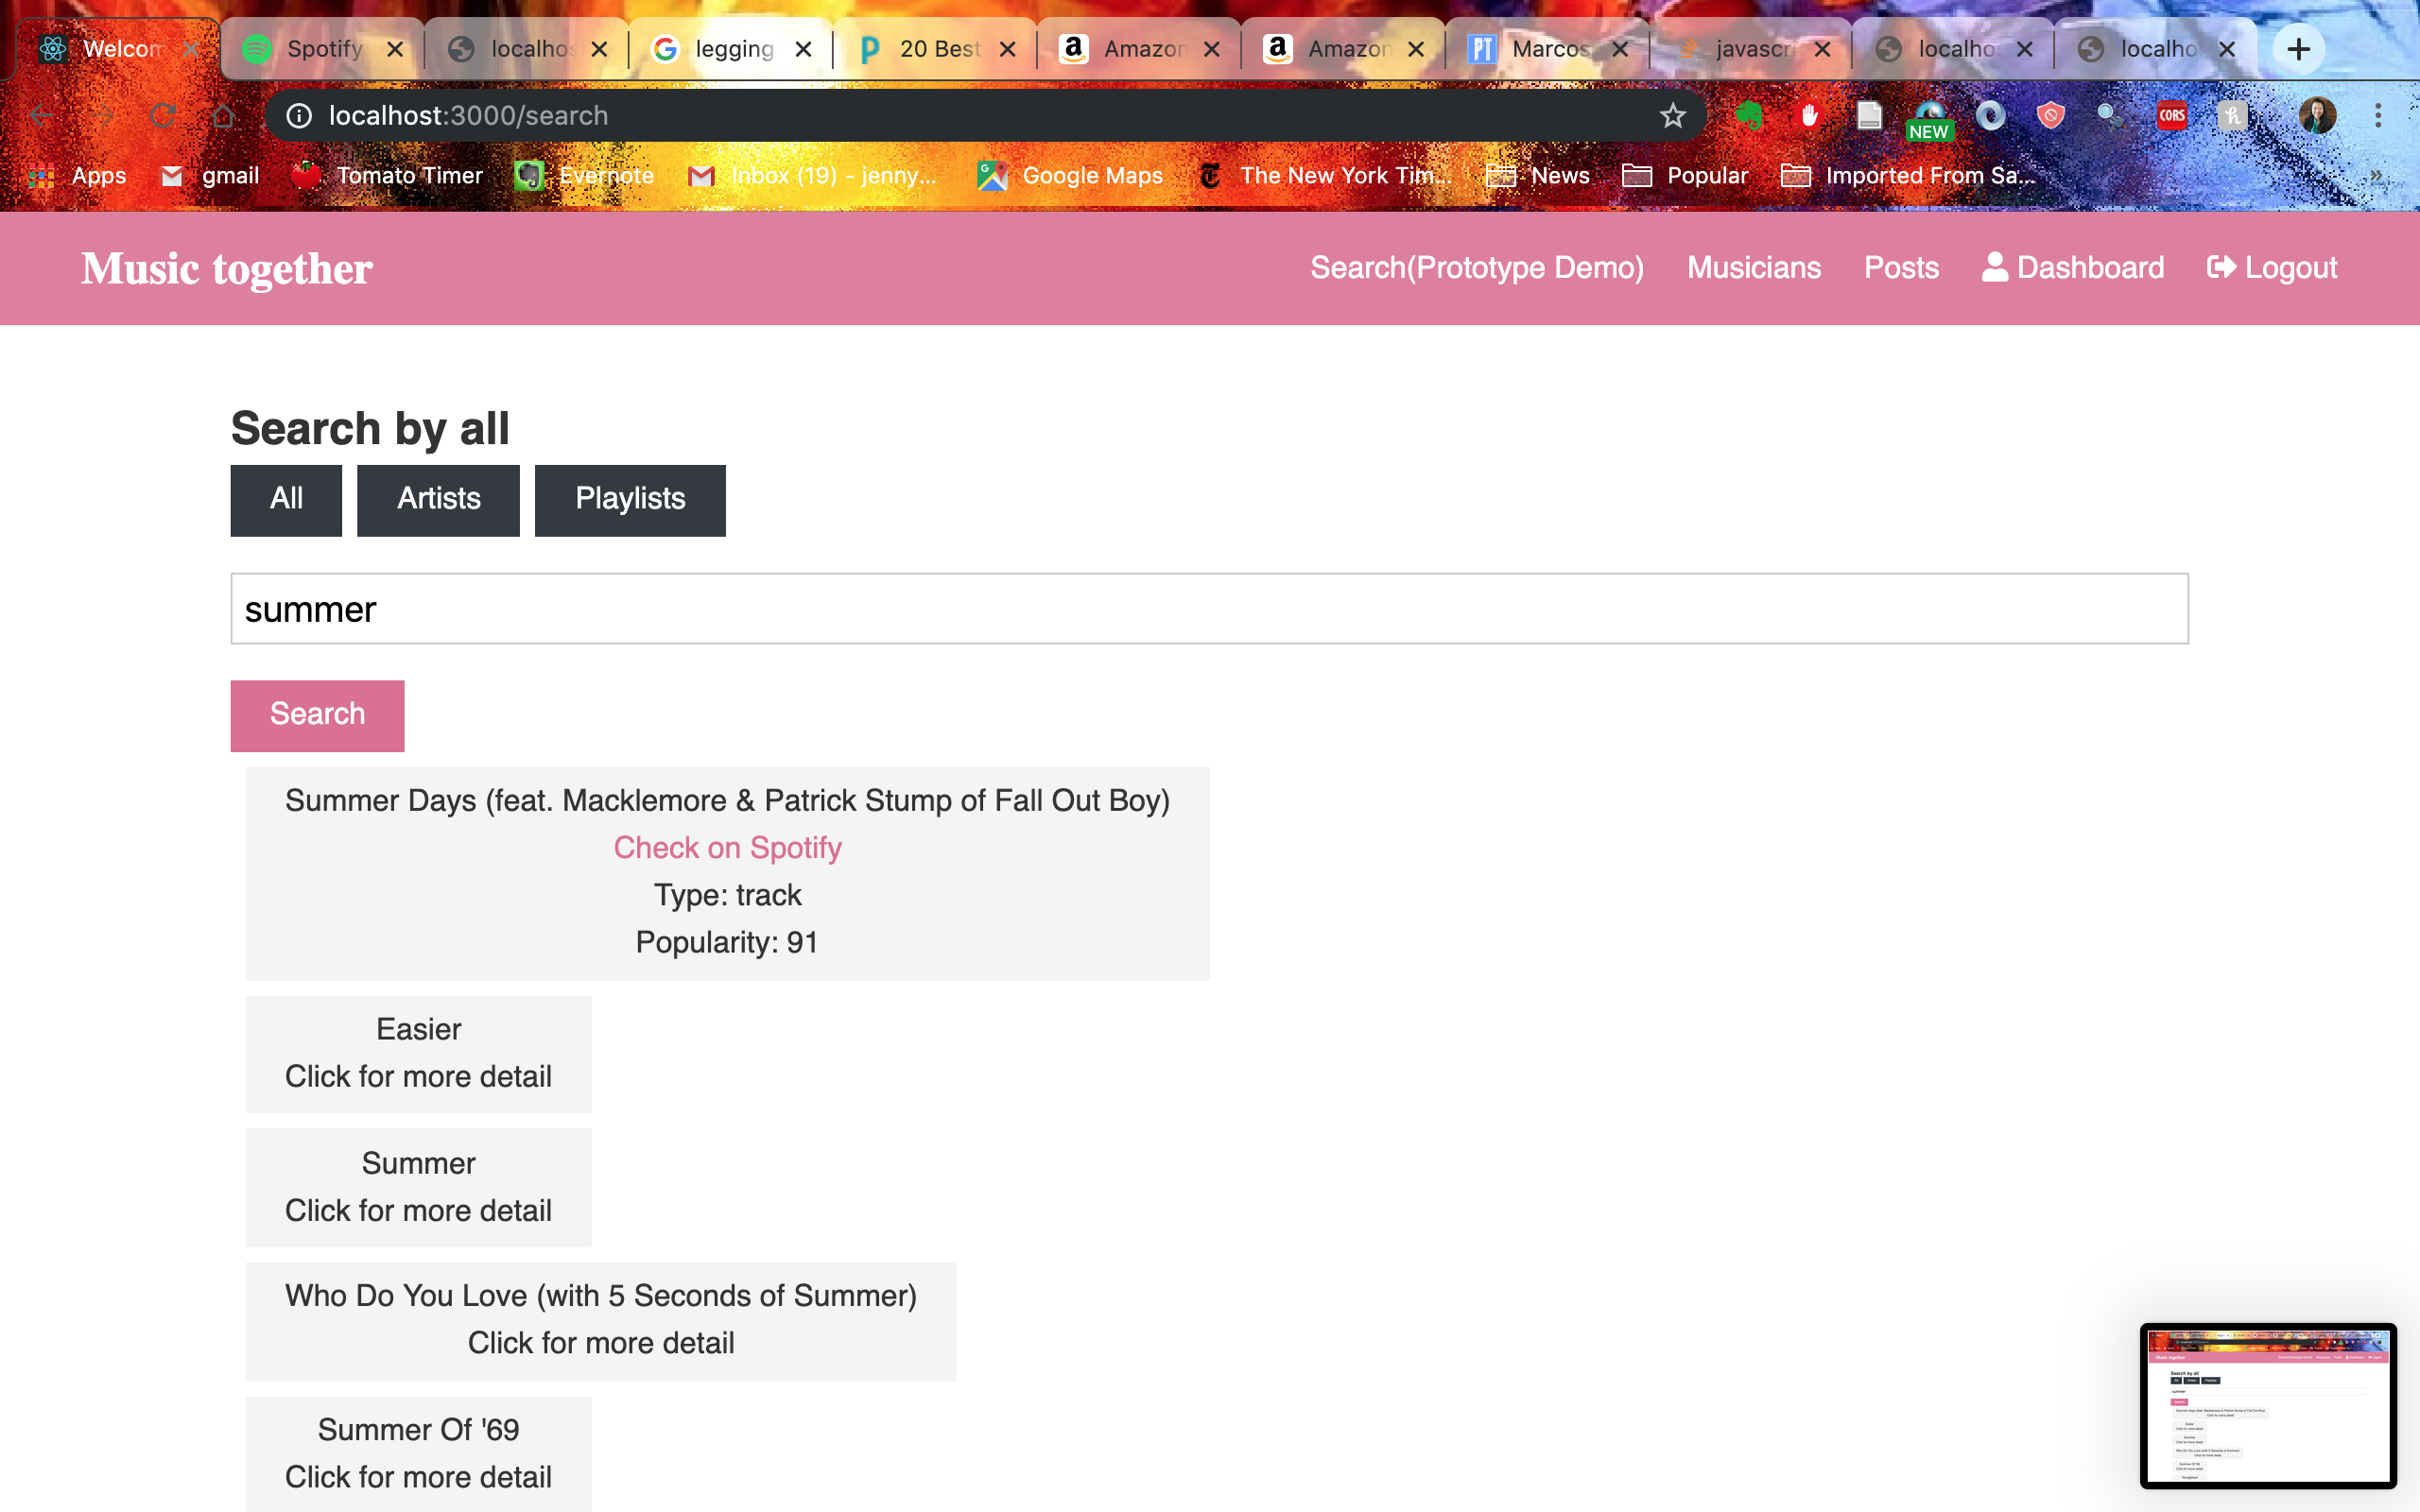 Welcom
Spotify
localhos
legging
20 Best
Amazon
Amazon
Marcos
javascr
localho
localho
localhost:3000/search
NEW
CORS
Apps
gmail
Tomato Timer
Evernote
Inbox (19) - jenny...
Google Maps
The New York Tim...
News
Popular
Imported From Sa...
Music together
Search(Prototype Demo)
Musicians
Posts
Dashboard
Logout
Search by all
All
Artists
Playlists
summer
Search
Summer Days (feat. Macklemore & Patrick Stump of Fall Out Boy)
Check on Spotify
Type: track
Popularity: 91
Easier
Click for more detail
Summer
Click for more detail
Who Do You Love (with 5 Seconds of Summer)
Click for more detail
Summer Of '69
Click for more detail